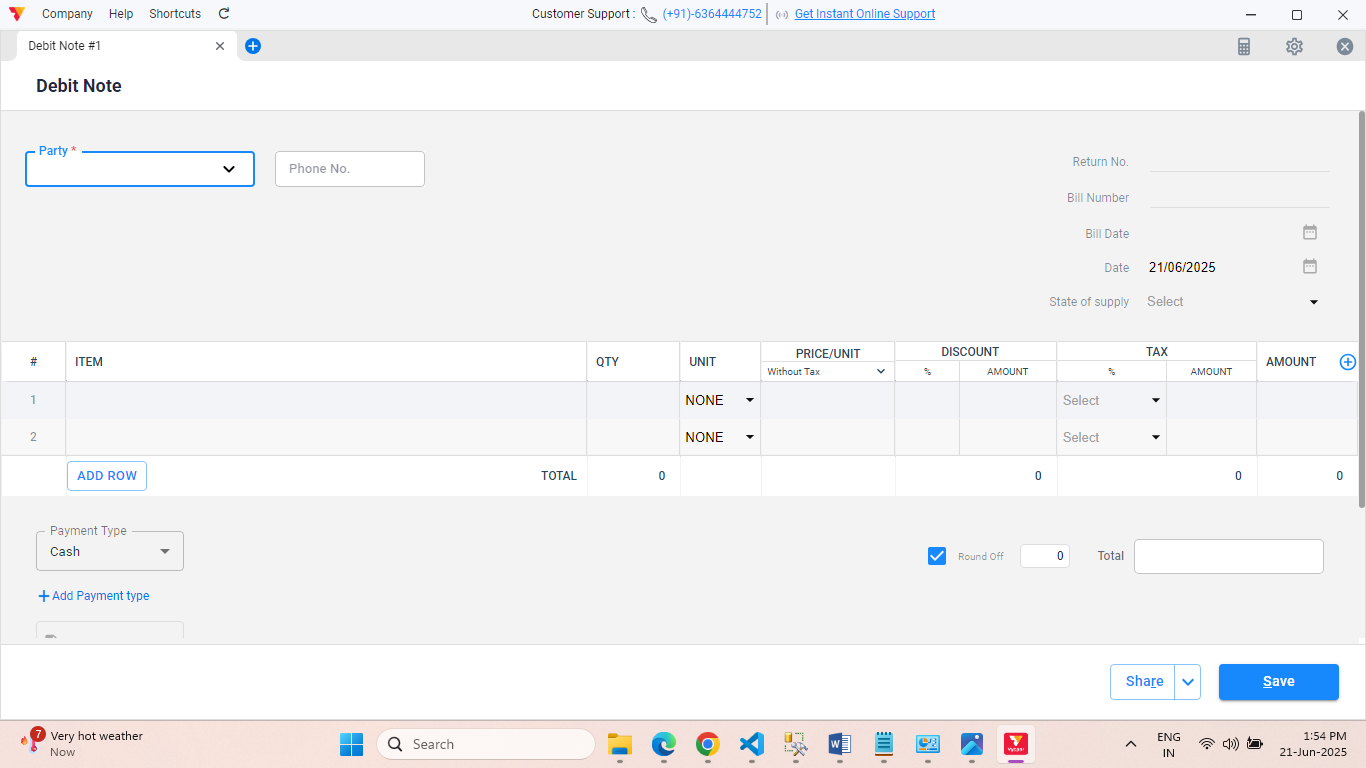 Company Help Shortcuts Customer Support : (+91)-6364444752 Get Instant Online Support
Debit Note #1
Debit Note
Party *
Phone No.
Return No.
Bill Number
Bill Date
Date 21/06/2025
State of supply Select
# ITEM QTY UNIT PRICE/UNIT DISCOUNT TAX AMOUNT
Without Tax % AMOUNT % AMOUNT
1 NONE Select
2 NONE Select
ADD ROW TOTAL 0 0 0 0
Payment Type
Cash
Round Off 0 Total
Add Payment type
Share Save
7 Very hot weather
Now
Search
Vyapar
ENG
IN
1:54 PM
21-Jun-2025